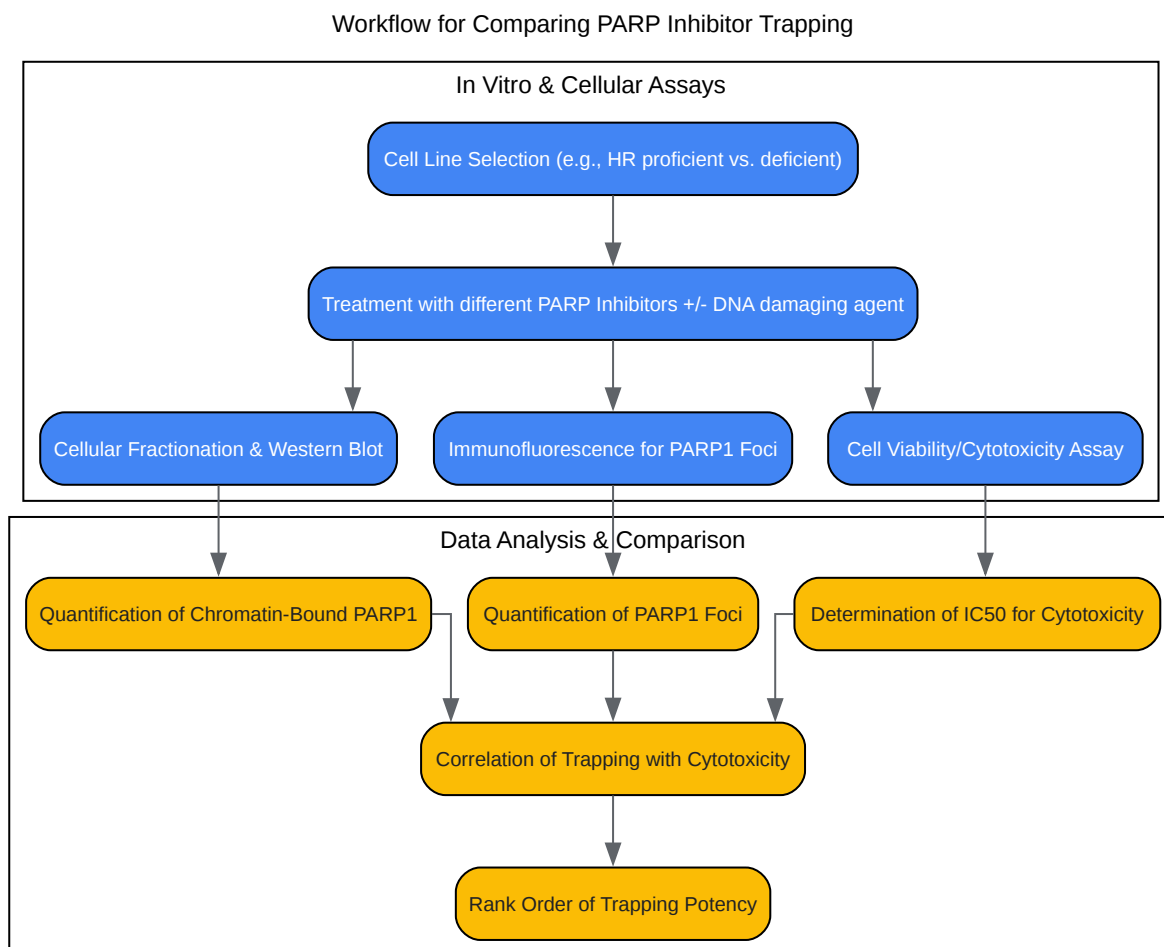 Workflow for Comparing PARP Inhibitor Trapping
In Vitro & Cellular Assays
Cell Line Selection (e.g., HR proficient vs. deficient)
Treatment with different PARP Inhibitors +/- DNA damaging agent
Cellular Fractionation & Western Blot
Immunofluorescence for PARP1 Foci
Cell Viability/Cytotoxicity Assay
Data Analysis & Comparison
Quantification of Chromatin-Bound PARP1
Quantification of PARP1 Foci
Determination of IC50 for Cytotoxicity
Correlation of Trapping with Cytotoxicity
Rank Order of Trapping Potency